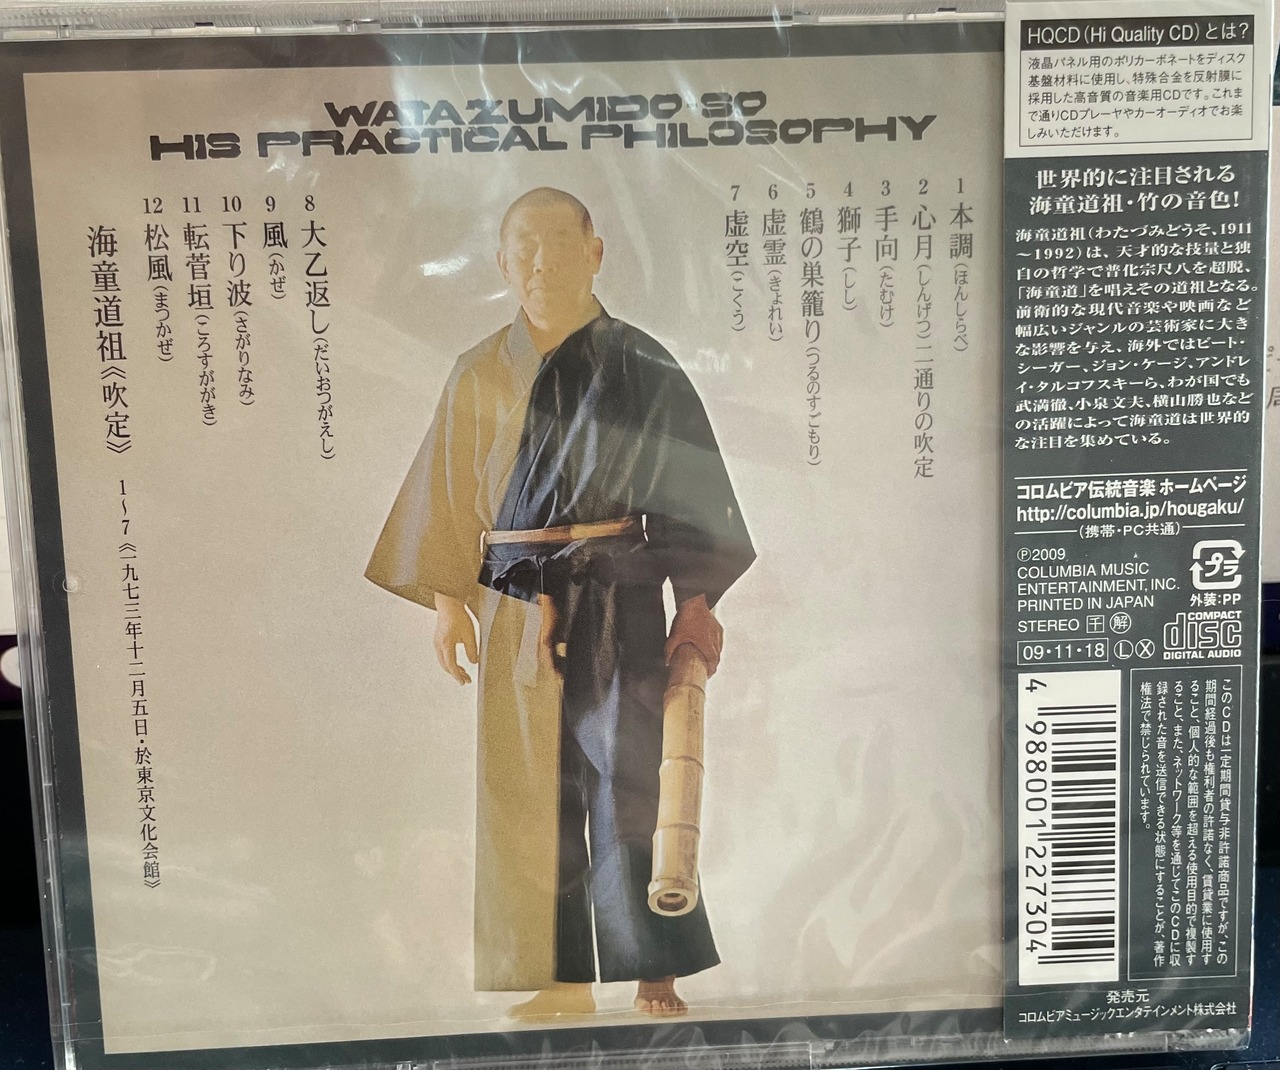 WATAZUMIDO-SO
HIS PRACTICAL PHILOSOPHY
1 本調(ほんしらべ)
2 心月(しんげつ)二通りの吹定
3 手向(たむけ)
4 獅子(しし)
5 鶴の巣籠り(つるのすごもり)
6 虚霊(きょれい)
7 虚空(こくう)
8 大乙返し(だいおつがえし)
9 風(かぜ)
10 下り波(さがりなみ)
11 転菅垣(ころすががき)
12 松風(まつかぜ)
海童道祖《吹定》
1〜7《一九七三年十二月五日・於東京文化会館》
HQCD(Hi Quality CD)とは?
液晶パネル用のポリカーボネートをディスク
基盤材料に使用し、特殊合金を反射膜に
採用した高音質の音楽用CDです。これま
で通りCDプレーヤやカーオーディオでお楽
しみいただけます。
世界的に注目される
海童道祖・竹の音色!
海童道祖(わたづみどうそ、1911
〜1992)は、天才的な技量と独
自の哲学で普化宗尺八を超脱、
「海童道」を唱えその道祖となる。
前衛的な現代音楽や映画など
幅広いジャンルの芸術家に大き
な影響を与え、海外ではピート・
シーガー、ジョン・ケージ、アンドレ
イ・タルコフスキーら、わが国でも
武満徹、小泉文夫、横山勝也など
の活躍によって海童道は世界的
な注目を集めている。
コロムビア伝統音楽 ホームページ
http://columbia.jp/hougaku/
(携帯・PC共通)
Ⓟ2009
COLUMBIA MUSIC
ENTERTAINMENT, INC.
PRINTED IN JAPAN
STEREO 干 解
09・11・18 Ⓛ Ⓧ
プラ
外装:PP
COMPACT
disc
DIGITAL AUDIO
4 988001 227304
このCDは一定期間貸与非許諾商品ですが、この
期間経過後も権利者の許諾なく、賃貸業に使用す
ること、個人的な範囲を超える使用目的で複製す
ること、また、ネットワーク等を通じてこのCDに収
録された音を送信できる状態にすることが、著作
権法で禁じられています。
発売元
コロムビアミュージックエンタテインメント株式会社